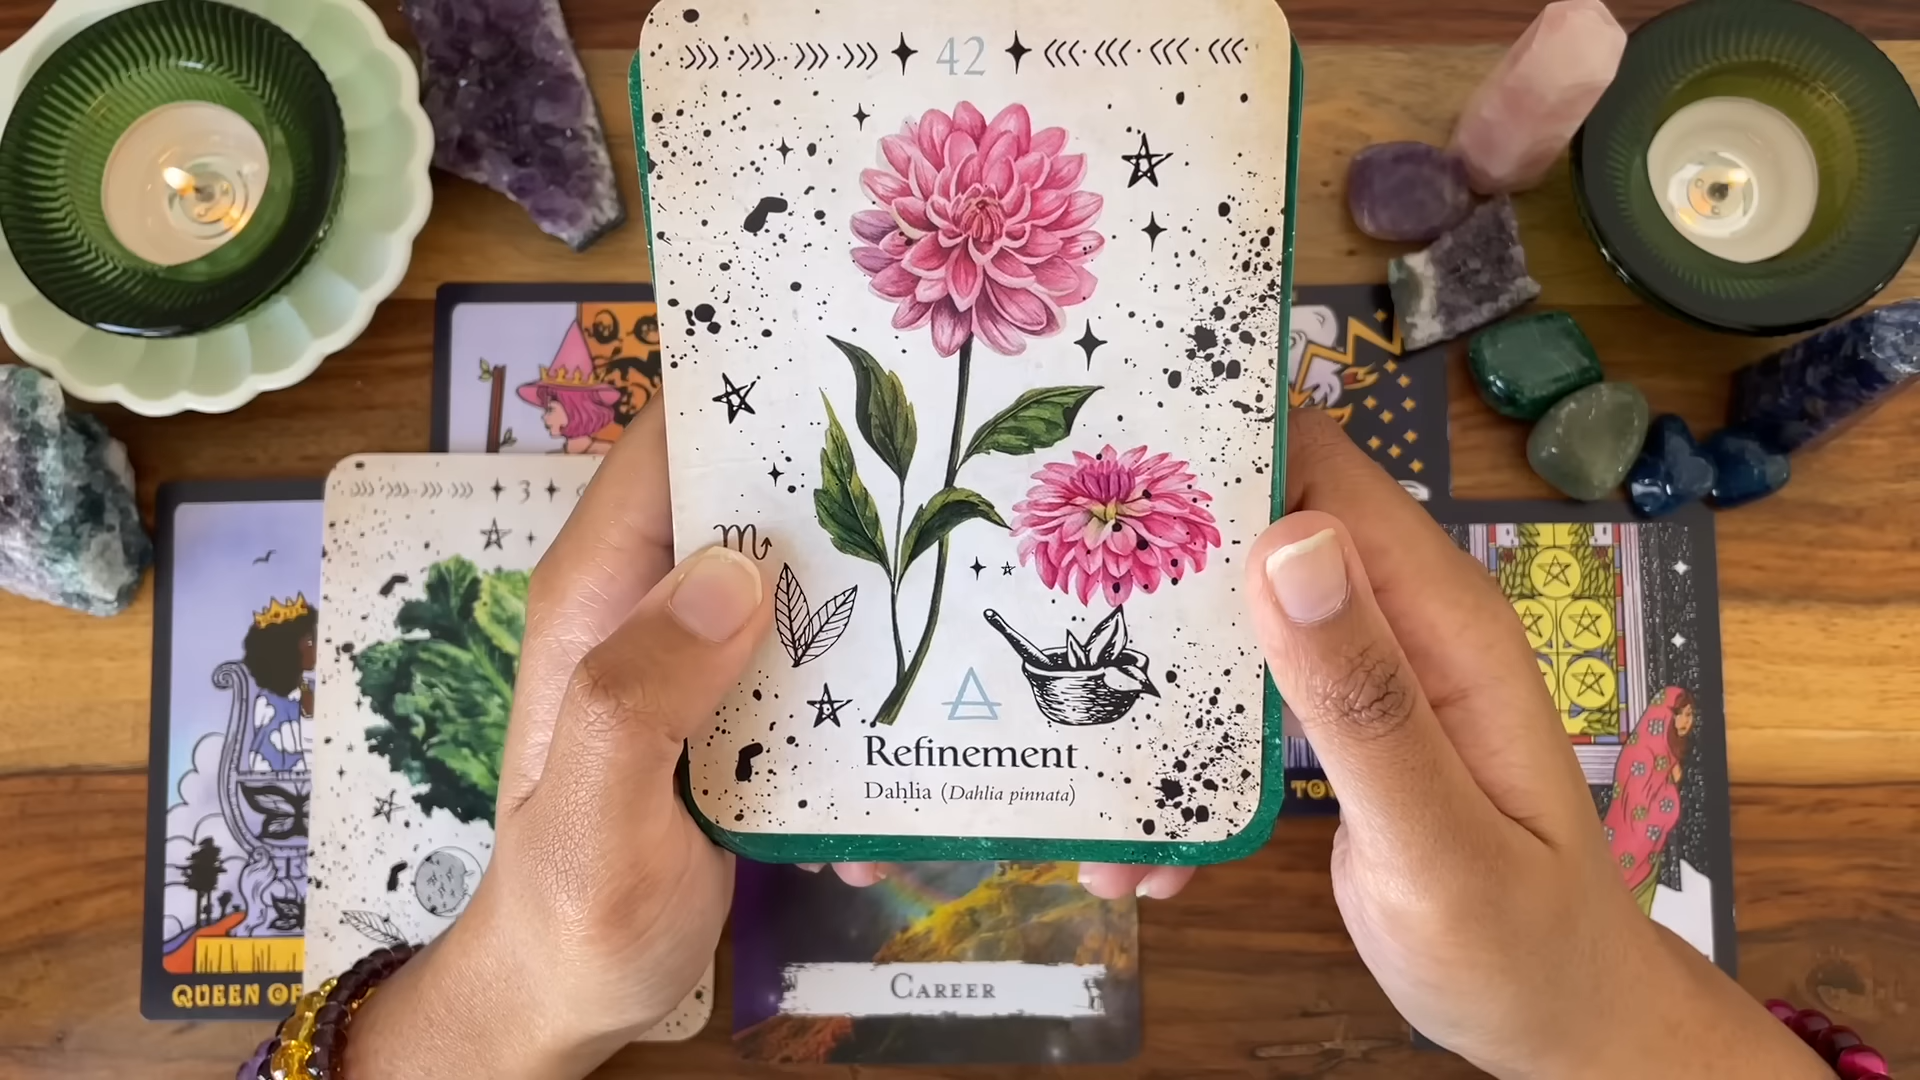 42
3
Refinement
Dahlia (Dahlia pinnata)
QUEEN OF
CAREER